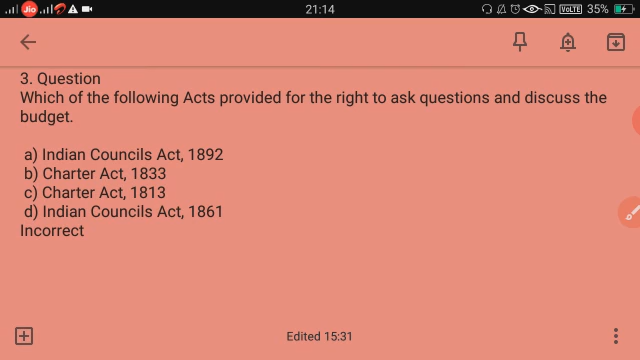 Jio
21:14
VoLTE
35%
3. Question
Which of the following Acts provided for the right to ask questions and discuss the
budget.
a) Indian Councils Act, 1892
b) Charter Act, 1833
c) Charter Act, 1813
d) Indian Councils Act, 1861
Incorrect
Edited 15:31